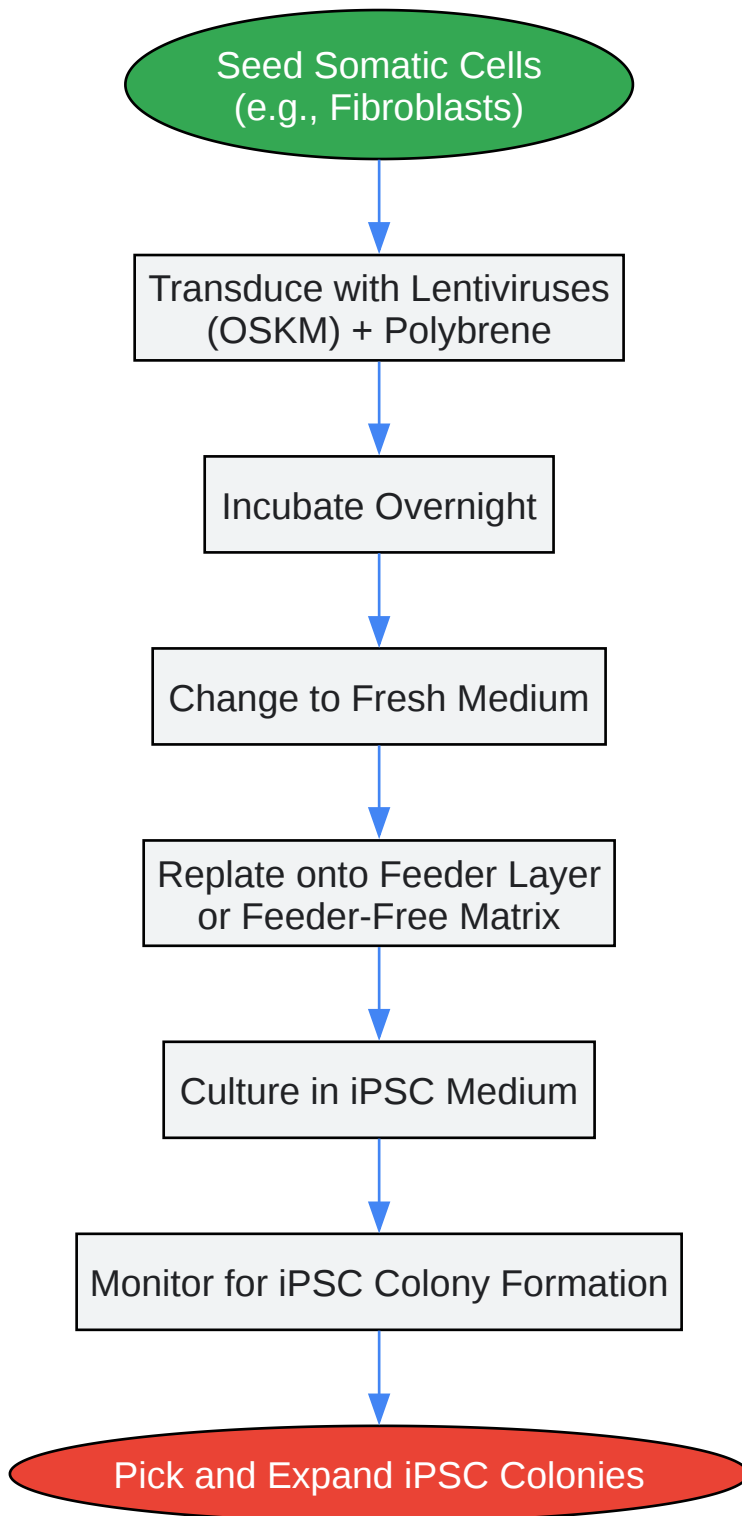 Seed Somatic Cells
(e.g., Fibroblasts)
Transduce with Lentiviruses
(OSKM) + Polybrene
Incubate Overnight
Change to Fresh Medium
Replate onto Feeder Layer
or Feeder-Free Matrix
Culture in iPSC Medium
Monitor for iPSC Colony Formation
Pick and Expand iPSC Colonies